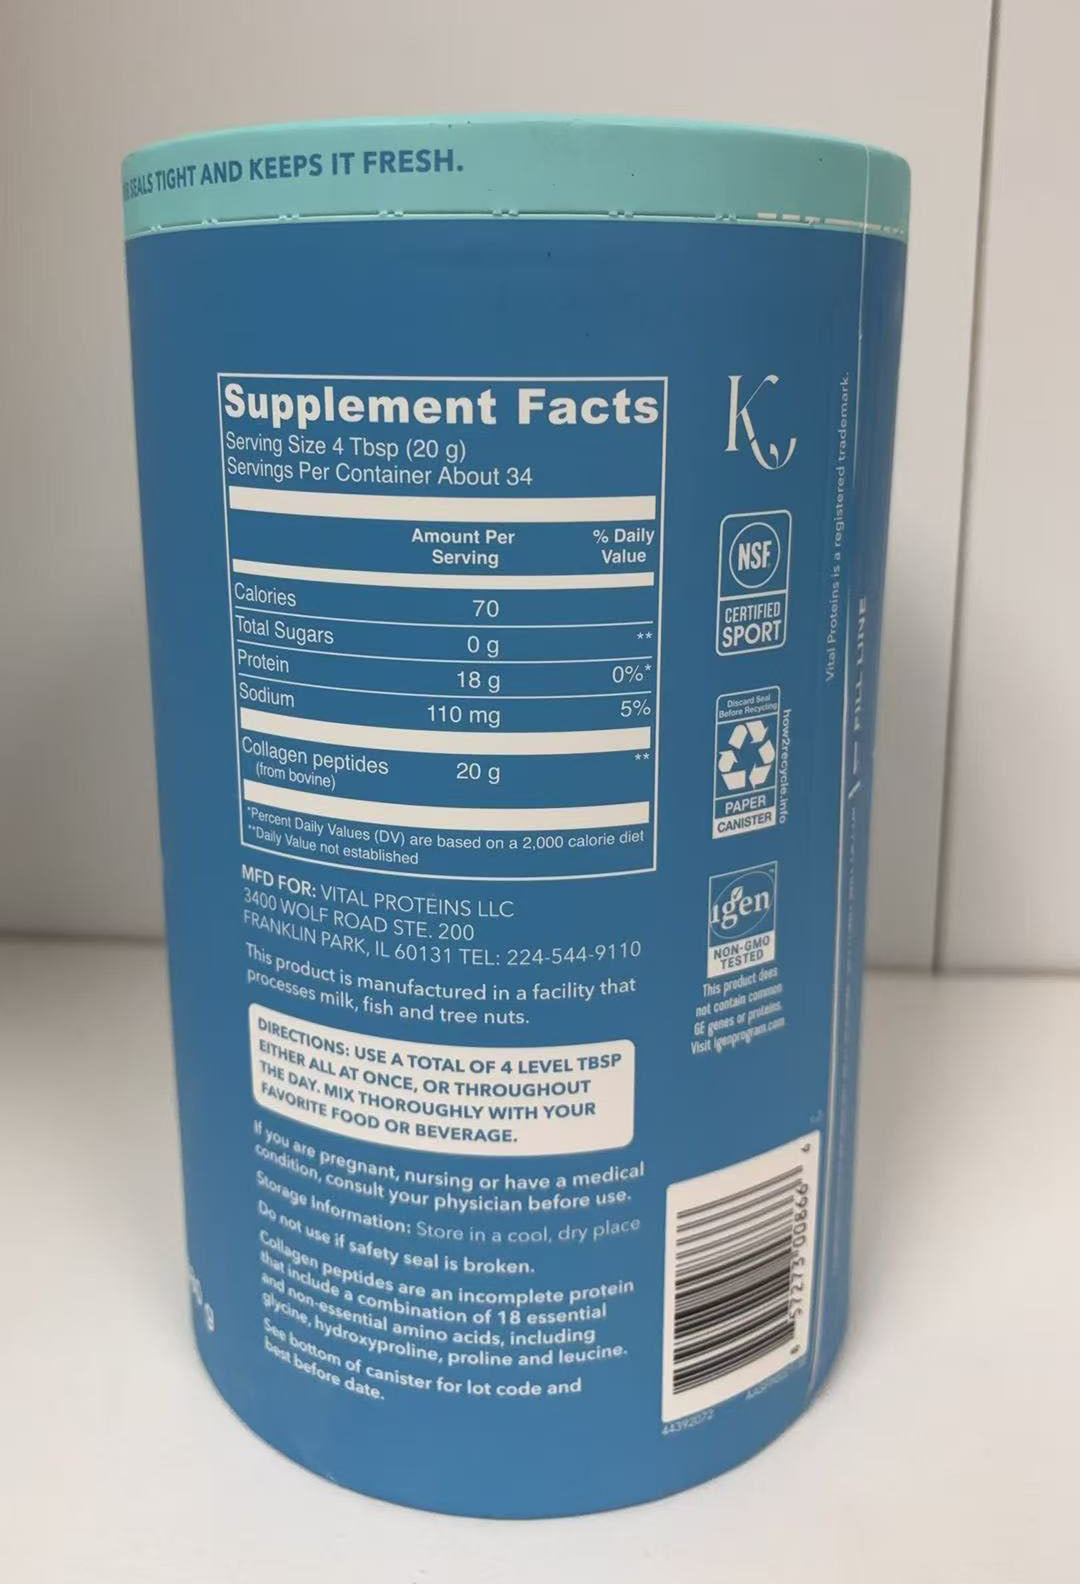 SEALS TIGHT AND KEEPS IT FRESH.
Supplement Facts
Serving Size 4 Tbsp (20 g)
Servings Per Container About 34
Amount Per Serving % Daily Value
Calories 70
Total Sugars 0 g **
Protein 18 g 0%*
Sodium 110 mg 5%
Collagen peptides 20 g **
(from bovine)
*Percent Daily Values (DV) are based on a 2,000 calorie diet
**Daily Value not established
MFD FOR: VITAL PROTEINS LLC
3400 WOLF ROAD STE. 200
FRANKLIN PARK, IL 60131 TEL: 224-544-9110
This product is manufactured in a facility that
processes milk, fish and tree nuts.
DIRECTIONS: USE A TOTAL OF 4 LEVEL TBSP
EITHER ALL AT ONCE, OR THROUGHOUT
THE DAY. MIX THOROUGHLY WITH YOUR
FAVORITE FOOD OR BEVERAGE.
If you are pregnant, nursing or have a medical
condition, consult your physician before use.
Storage Information: Store in a cool, dry place
Do not use if safety seal is broken.
Collagen peptides are an incomplete protein
that include a combination of 18 essential
and non-essential amino acids, including
glycine, hydroxyproline, proline and leucine.
See bottom of canister for lot code and
best before date.
K
NSF
CERTIFIED
SPORT
Discard Seal
Before Recycling
PAPER
CANISTER
how2recycle.info
igen
NON-GMO
TESTED
This product does
not contain common
GE genes or proteins.
Visit igenprogram.com
Vital Proteins is a registered trademark.
FILL LINE
8 57273 00866 4
44392072
g